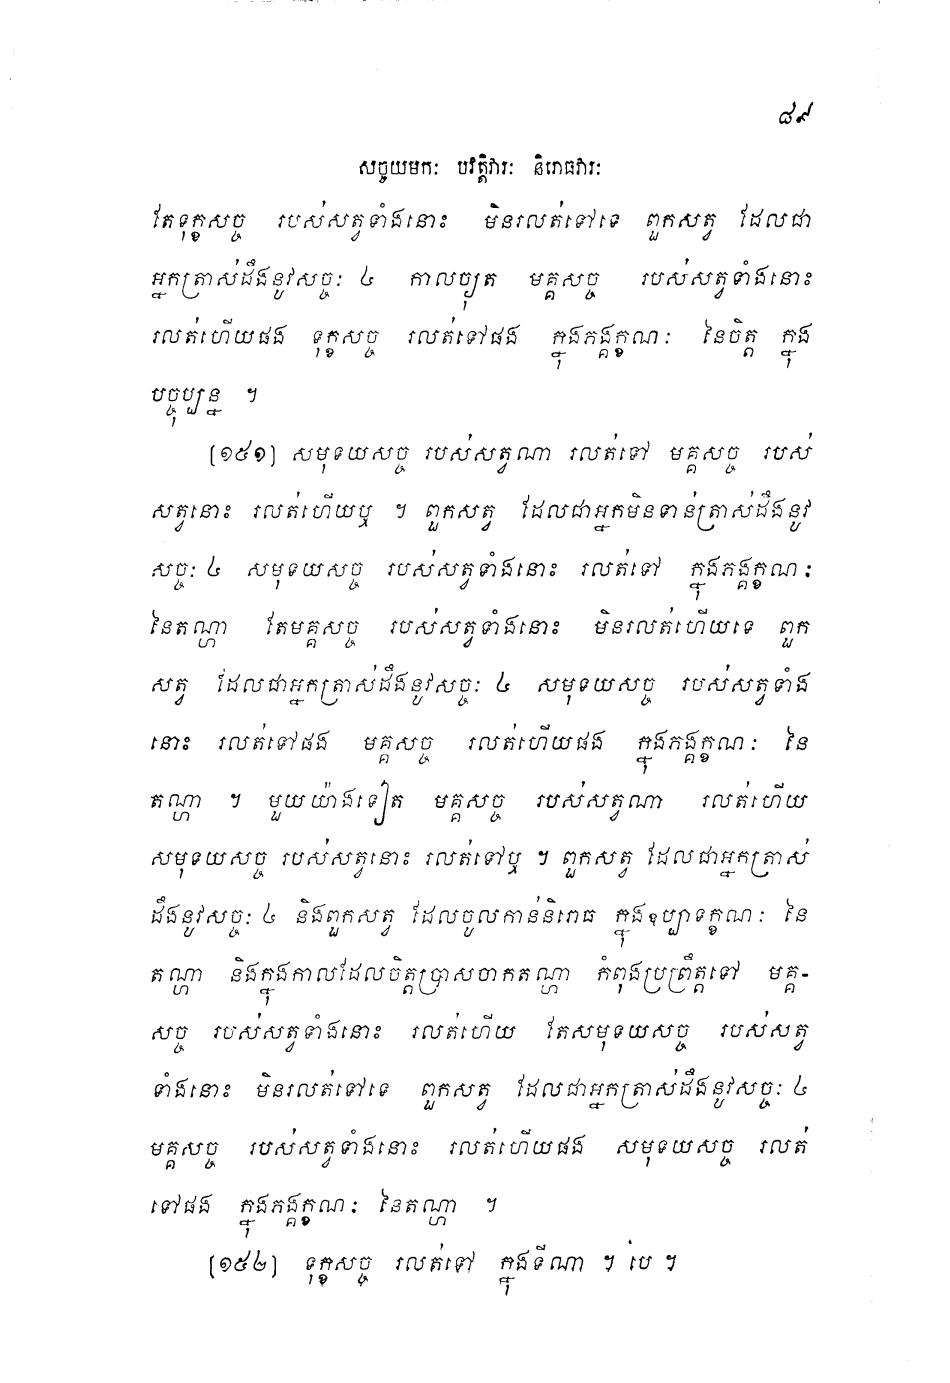 ៨៩
សច្ចយមកៈ បវត្តិវារៈ និរោធវារៈ
តែទុក្ខសច្ច របស់សត្វទាំងនោះ មិនរលត់ទៅទេ ពួកសត្វ ដែលជា
អ្នកត្រាស់ដឹងនូវសច្ចៈ ៤ កាលច្យុត មគ្គសច្ច របស់សត្វទាំងនោះ
រលត់ហើយផង ទុក្ខសច្ច រលត់ទៅផង ក្នុងភង្គក្ខណៈ នៃចិត្ត ក្នុង
បច្ចុប្បន្ន ។
[១៥១] សមុទយសច្ច របស់សត្វណា រលត់ទៅ មគ្គសច្ច របស់
សត្វនោះ រលត់ហើយឬ ។ ពួកសត្វ ដែលជាអ្នកមិនទាន់ត្រាស់ដឹងនូវ
សច្ចៈ ៤ សមុទយសច្ច របស់សត្វទាំងនោះ រលត់ទៅ ក្នុងភង្គក្ខណៈ
នៃតណ្ហា តែមគ្គសច្ច របស់សត្វទាំងនោះ មិនរលត់ហើយទេ ពួក
សត្វ ដែលជាអ្នកត្រាស់ដឹងនូវសច្ចៈ ៤ សមុទយសច្ច របស់សត្វទាំង
នោះ រលត់ទៅផង មគ្គសច្ច រលត់ហើយផង ក្នុងភង្គក្ខណៈ នៃ
តណ្ហា ។ មួយយ៉ាងទៀត មគ្គសច្ច របស់សត្វណា រលត់ហើយ
សមុទយសច្ច របស់សត្វនោះ រលត់ទៅឬ ។ ពួកសត្វ ដែលជាអ្នកត្រាស់
ដឹងនូវសច្ចៈ ៤ និងពួកសត្វ ដែលចូលកាន់និរោធ ក្នុងឧប្បាទក្ខណៈ នៃ
តណ្ហា និងក្នុងកាលដែលចិត្តប្រាសចាកតណ្ហា កំពុងប្រព្រឹត្តទៅ មគ្គ-
សច្ច របស់សត្វទាំងនោះ រលត់ហើយ តែសមុទយសច្ច របស់សត្វ
ទាំងនោះ មិនរលត់ទៅទេ ពួកសត្វ ដែលជាអ្នកត្រាស់ដឹងនូវសច្ចៈ ៤
មគ្គសច្ច របស់សត្វទាំងនោះ រលត់ហើយផង សមុទយសច្ច រលត់
ទៅផង ក្នុងភង្គក្ខណៈ នៃតណ្ហា ។
[១៥២] ទុក្ខសច្ច រលត់ទៅ ក្នុងទីណា ។ បេ ។